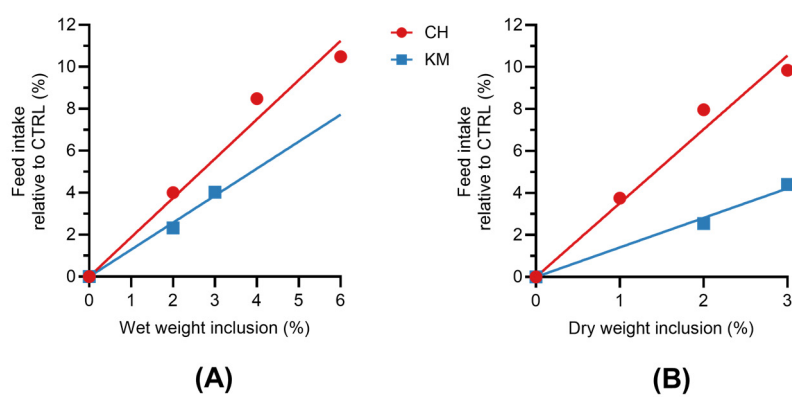 12
10
8
6
4
2
0
Feed intake
relative to CTRL (%)
0 1 2 3 4 5 6
Wet weight inclusion (%)
(A)
CH
KM
12
10
8
6
4
2
0
Feed intake
relative to CTRL (%)
0 1 2 3
Dry weight inclusion (%)
(B)